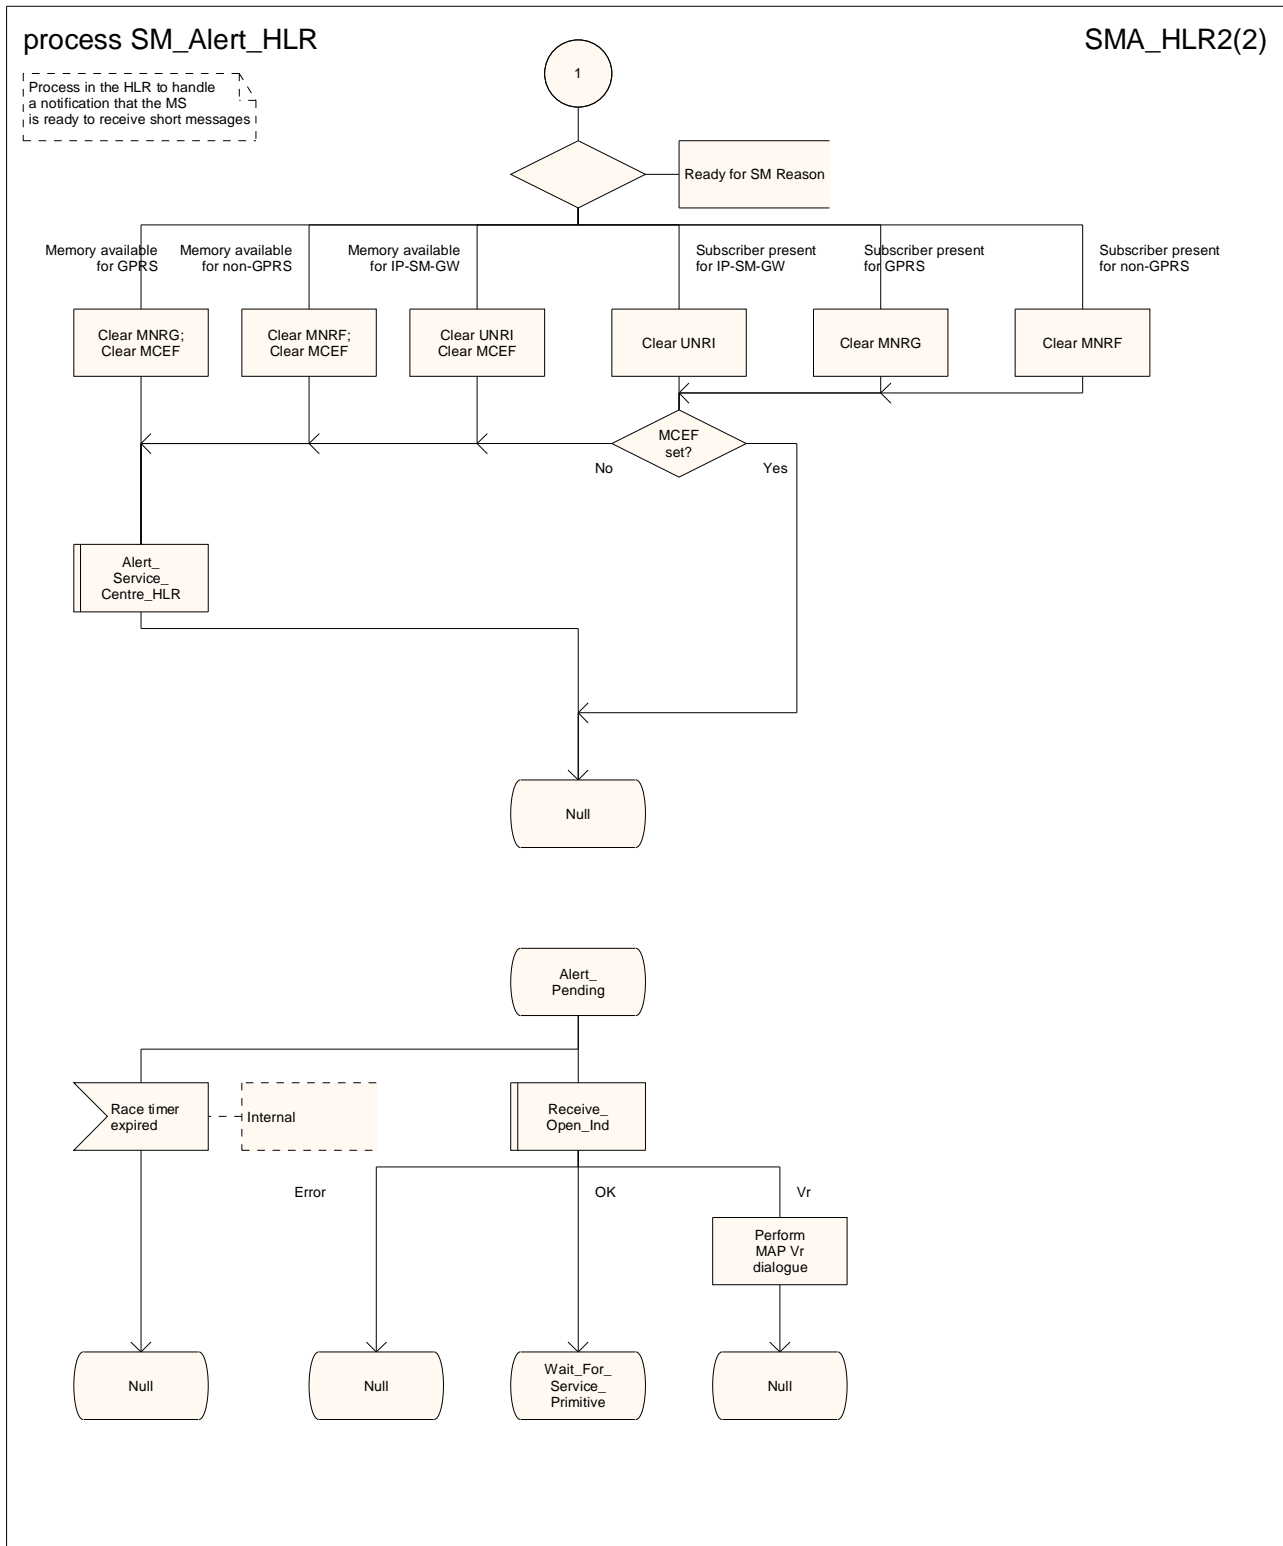 process SM_Alert_HLR
SMA_HLR2(2)
Process in the HLR to handle
a notification that the MS
is ready to receive short messages
1
Ready for SM Reason
Memory available
for GPRS
Memory available
for non-GPRS
Memory available
for IP-SM-GW
Subscriber present
for IP-SM-GW
Subscriber present
for GPRS
Subscriber present
for non-GPRS
Clear MNRG;
Clear MCEF
Clear MNRF;
Clear MCEF
Clear UNRI
Clear MCEF
Clear UNRI
Clear MNRG
Clear MNRF
MCEF
set?
No
Yes
Alert_
Service_
Centre_HLR
Null
Alert_
Pending
Race timer
expired
Internal
Receive_
Open_Ind
Error
OK
Vr
Perform
MAP Vr
dialogue
Null
Null
Wait_For_
Service_
Primitive
Null